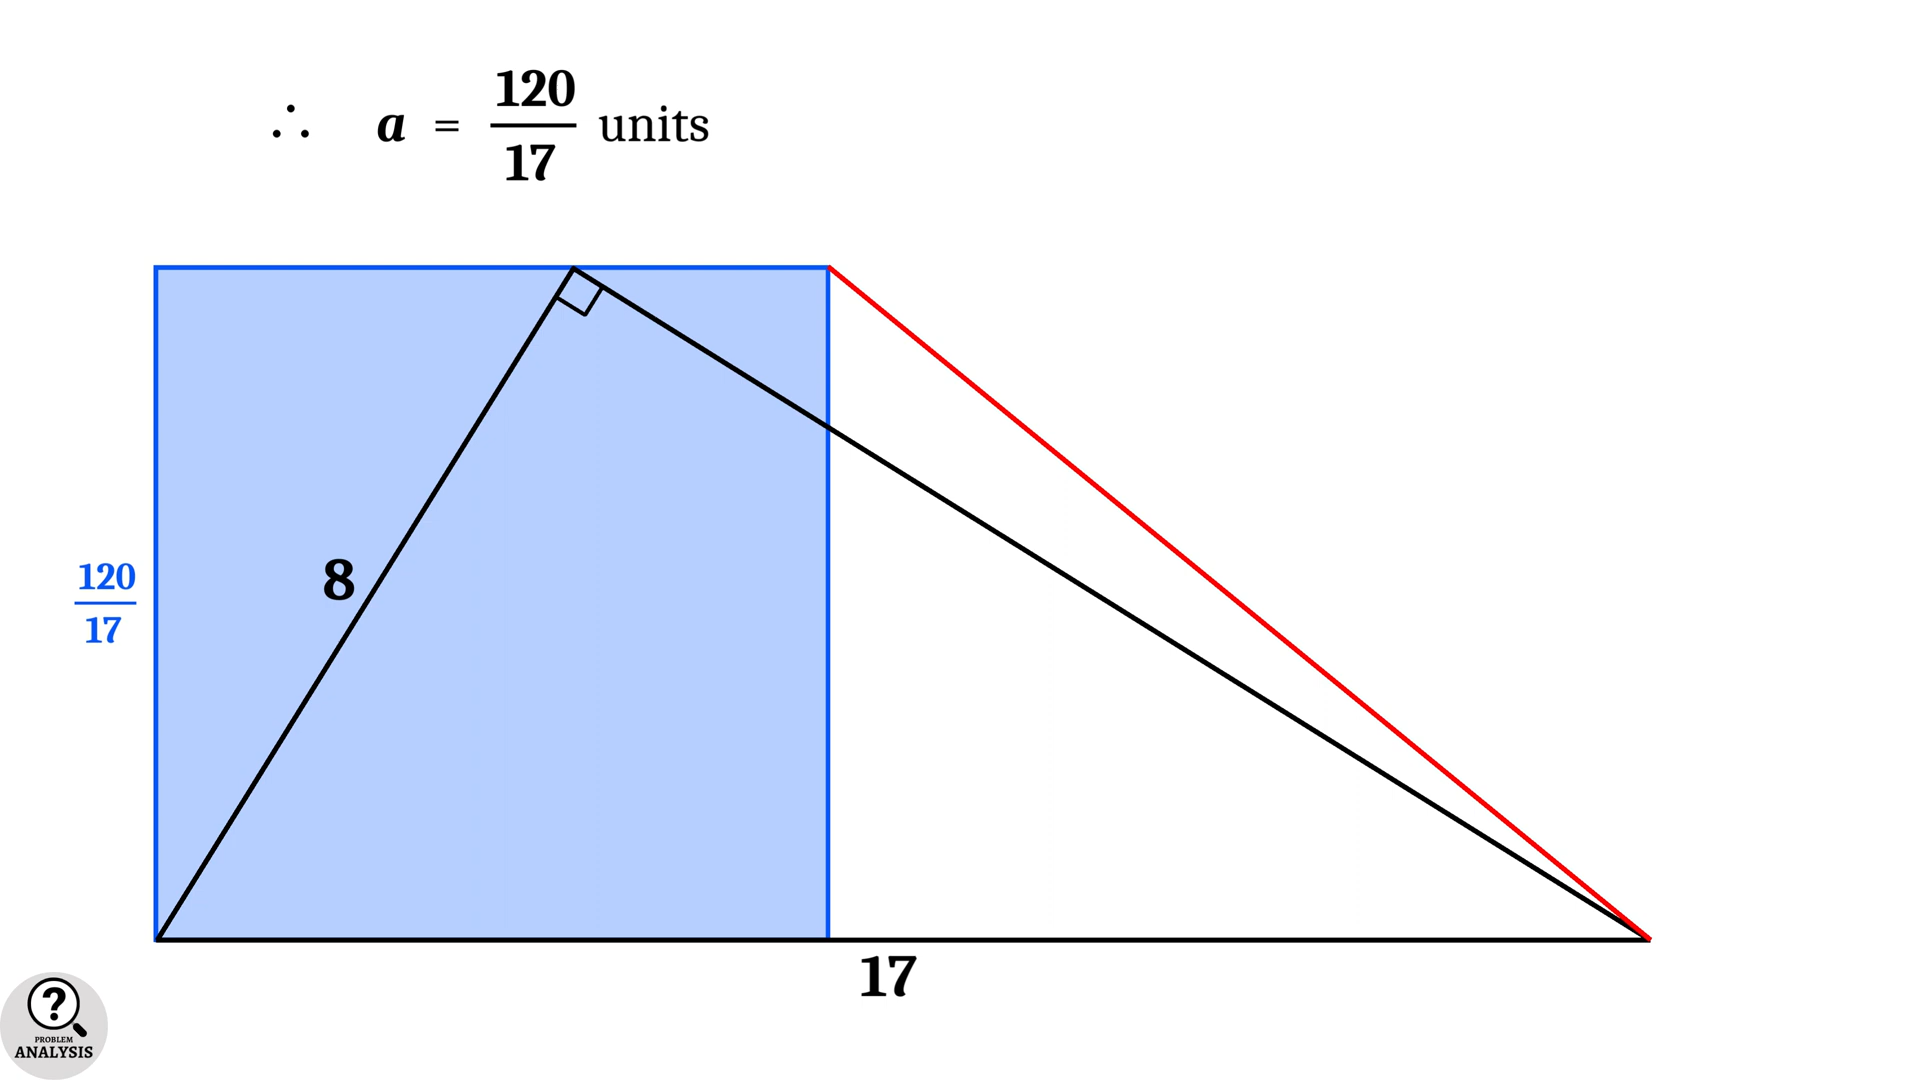 ∴ a = 120/17 units
8
120/17
17
?
PROBLEM
ANALYSIS